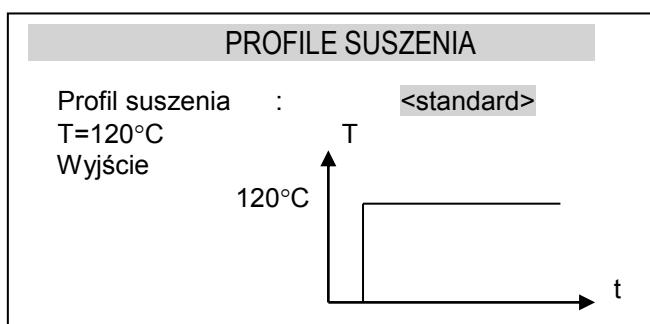 PROFILE SUSZENIA
Profil suszenia : <standard>
T=120°C T
Wyjście
120°C
t